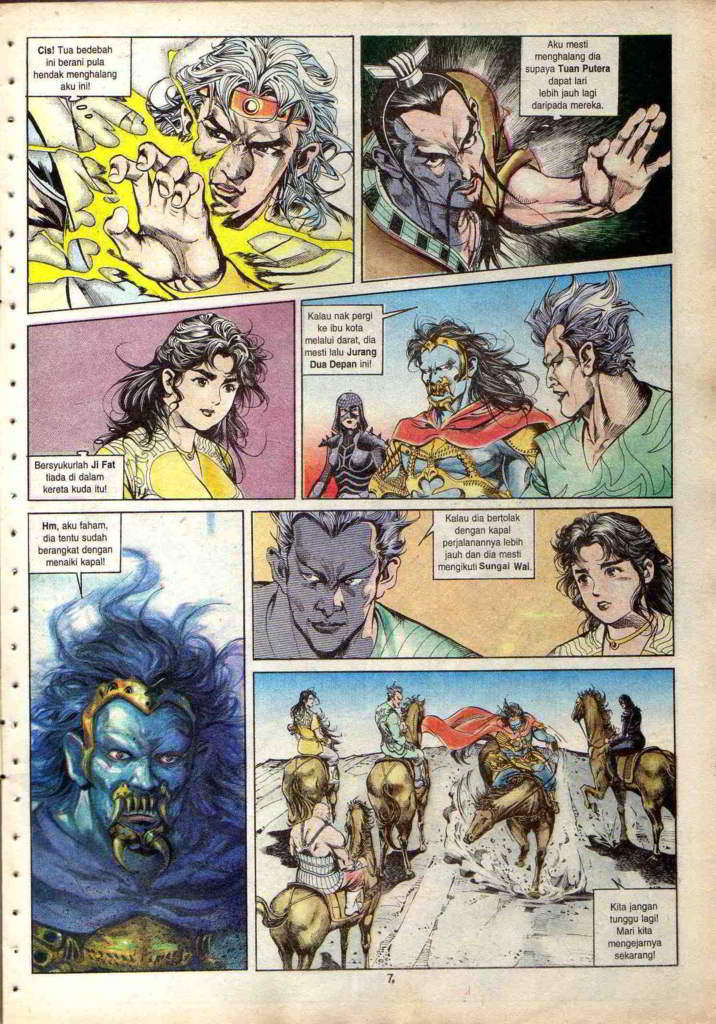 Cis! Tua bedebah
ini berani pula
hendak menghalang
aku ini!
Aku mesti
menghalang dia
supaya Tuan Putera
dapat lari
lebih jauh lagi
daripada mereka.
Bersyukurlah Ji Fat
tiada di dalam
kereta kuda itu!
Kalau nak pergi
ke ibu kota
melalui darat, dia
mesti lalu Jurang
Dua Depan ini!
Hm, aku faham,
dia tentu sudah
berangkat dengan
menaiki kapal!
Kalau dia bertolak
dengan kapal
perjalanannya lebih
jauh dan dia mesti
mengikuti Sungai Wai.
Kita jangan
tunggu lagi!
Mari kita
mengejarnya
sekarang!
7.